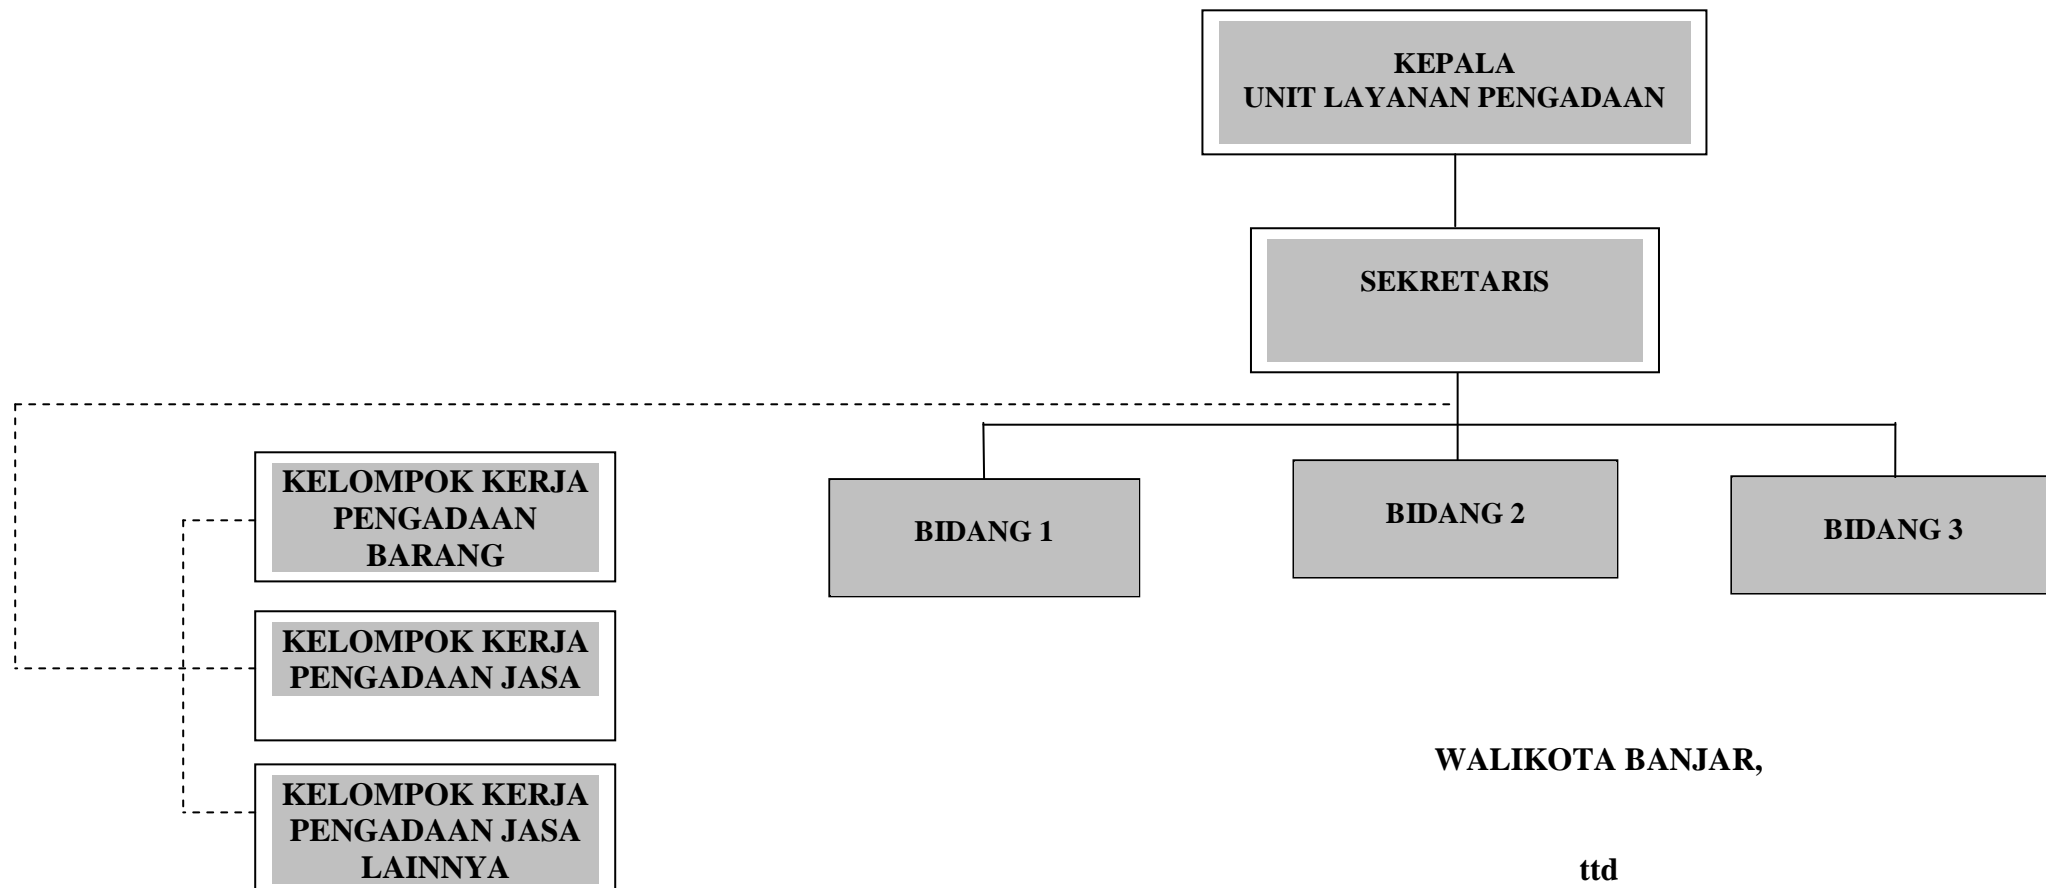 KEPALA
UNIT LAYANAN PENGADAAN
SEKRETARIS
KELOMPOK KERJA
PENGADAAN
BARANG
BIDANG 1
BIDANG 2
BIDANG 3
KELOMPOK KERJA
PENGADAAN JASA
KELOMPOK KERJA
PENGADAAN JASA
LAINNYA
WALIKOTA BANJAR,
ttd